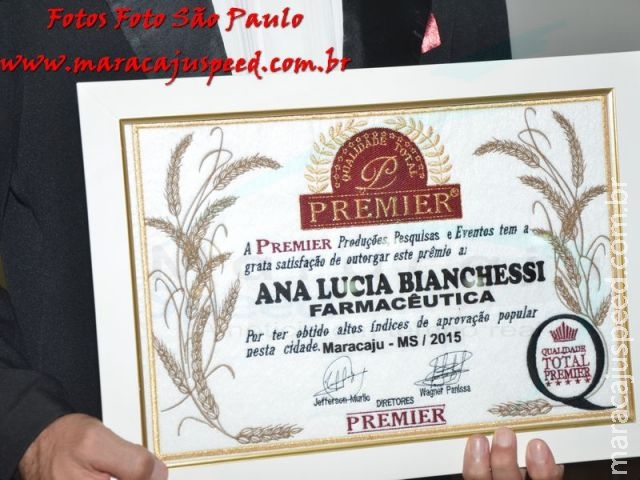 Fotos Foto São Paulo
www.maracajuspeed.com.br
QUALIDADE TOTAL
P
PREMIER®
A PREMIER Produções, Pesquisas e Eventos tem a
grata satisfação de outorgar este prêmio a:
ANA LUCIA BIANCHESSI
FARMACÊUTICA
Por ter obtido altos índices de aprovação popular
nesta cidade. Maracaju - MS / 2015
Jefferson Murilo
DIRETORES
Wagner Panissa
PREMIER
QUALIDADE
TOTAL
PREMIER
maracajuspeed.com.br